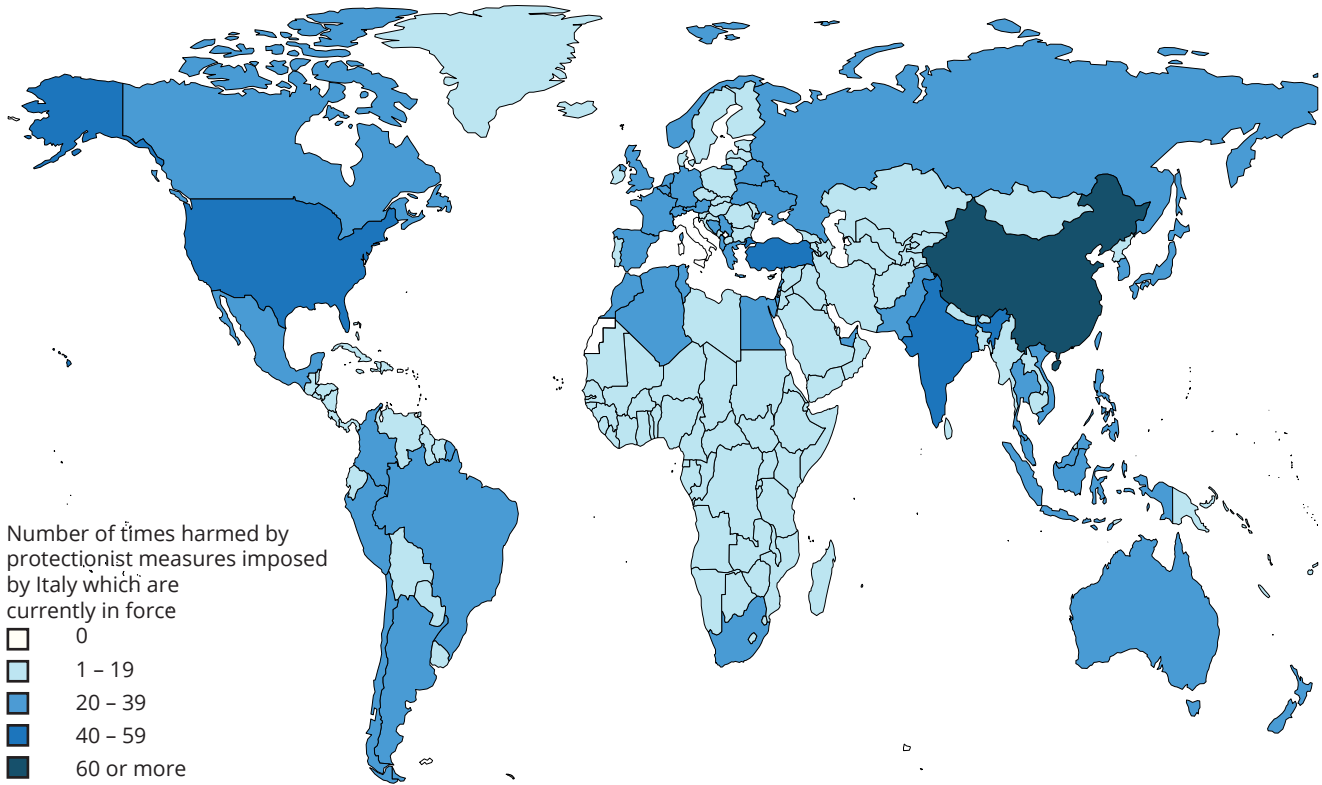 Number of times harmed by
protectionist measures imposed
by Italy which are
currently in force
0
1 – 19
20 – 39
40 – 59
60 or more